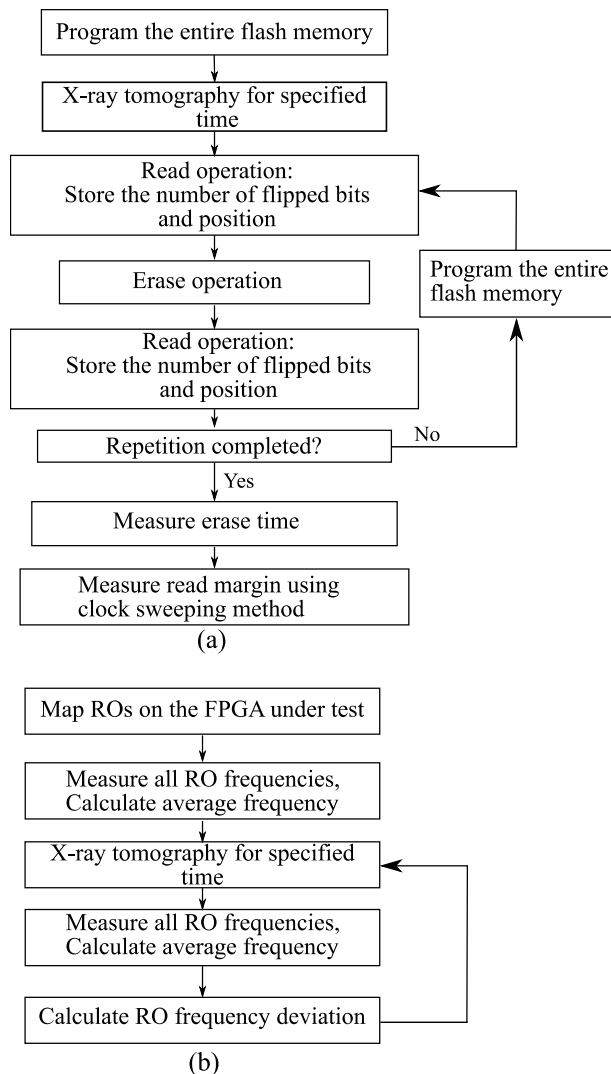 Program the entire flash memory
X-ray tomography for specified
time
Read operation:
Store the number of flipped bits
and position
Program the entire
flash memory
Erase operation
Read operation:
Store the number of flipped bits
and position
Repetition completed?
No
Yes
Measure erase time
Measure read margin using
clock sweeping method
(a)
Map ROs on the FPGA under test
Measure all RO frequencies,
Calculate average frequency
X-ray tomography for specified
time
Measure all RO frequencies,
Calculate average frequency
Calculate RO frequency deviation
(b)